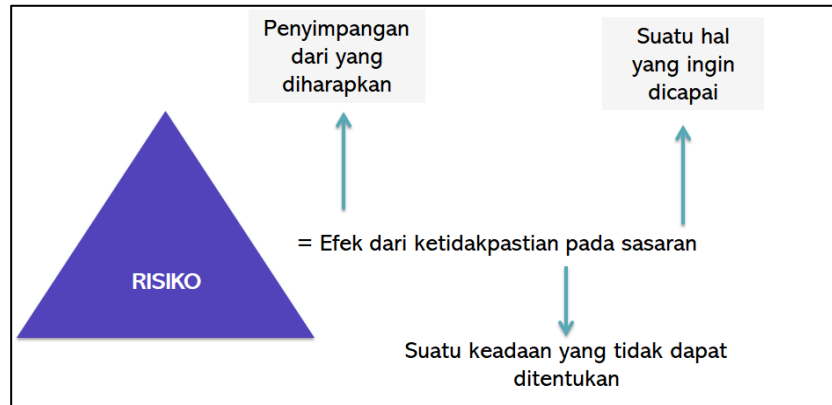 Penyimpangan
dari yang
diharapkan
Suatu hal
yang ingin
dicapai
RISIKO
= Efek dari ketidakpastian pada sasaran
Suatu keadaan yang tidak dapat
ditentukan